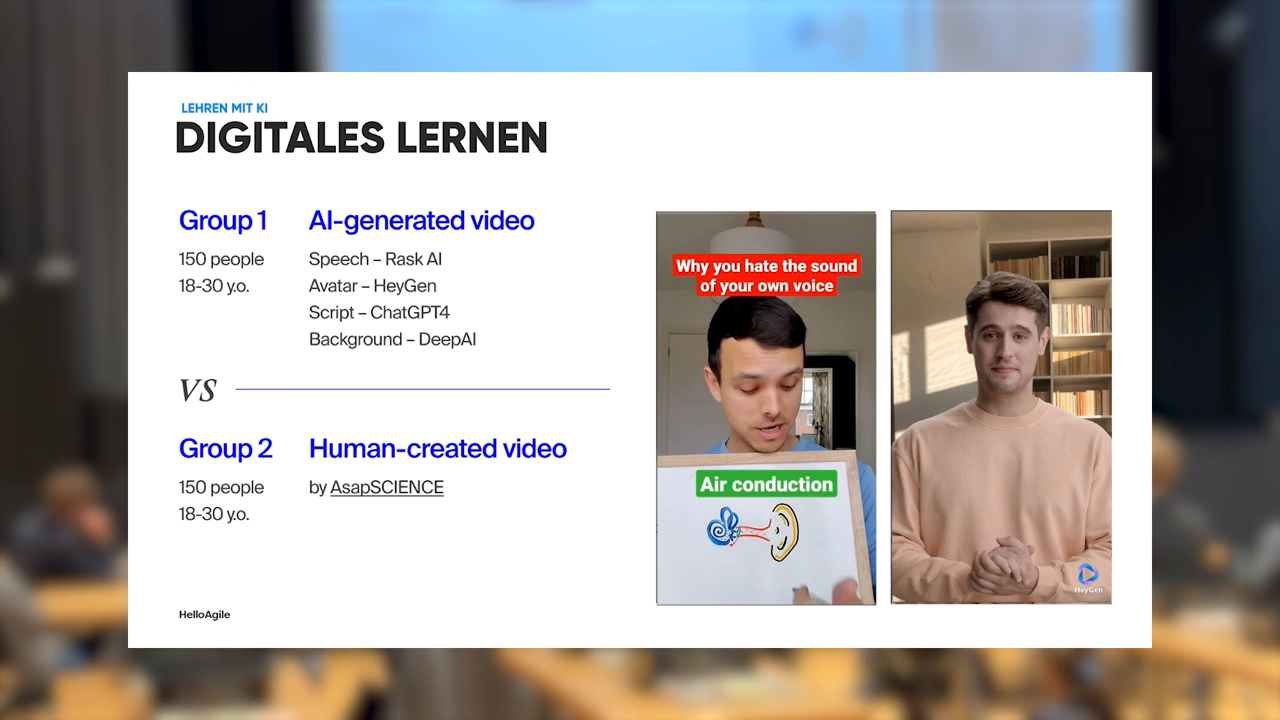 LEHREN MIT KI
DIGITALES LERNEN
Group 1
AI-generated video
150 people
18-30 y.o.
Speech – Rask AI
Avatar – HeyGen
Script – ChatGPT4
Background – DeepAI
VS
Group 2
Human-created video
150 people
18-30 y.o.
by AsapSCIENCE
HelloAgile
Why you hate the sound
of your own voice
Air conduction
HeyGen